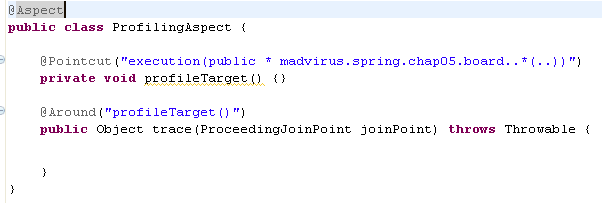 @Aspect
public class ProfilingAspect {
@Pointcut("execution(public * madvirus.spring.chap05.board..*(..))")
private void profileTarget() {}
@Around("profileTarget()")
public Object trace(ProceedingJoinPoint joinPoint) throws Throwable {
}
}